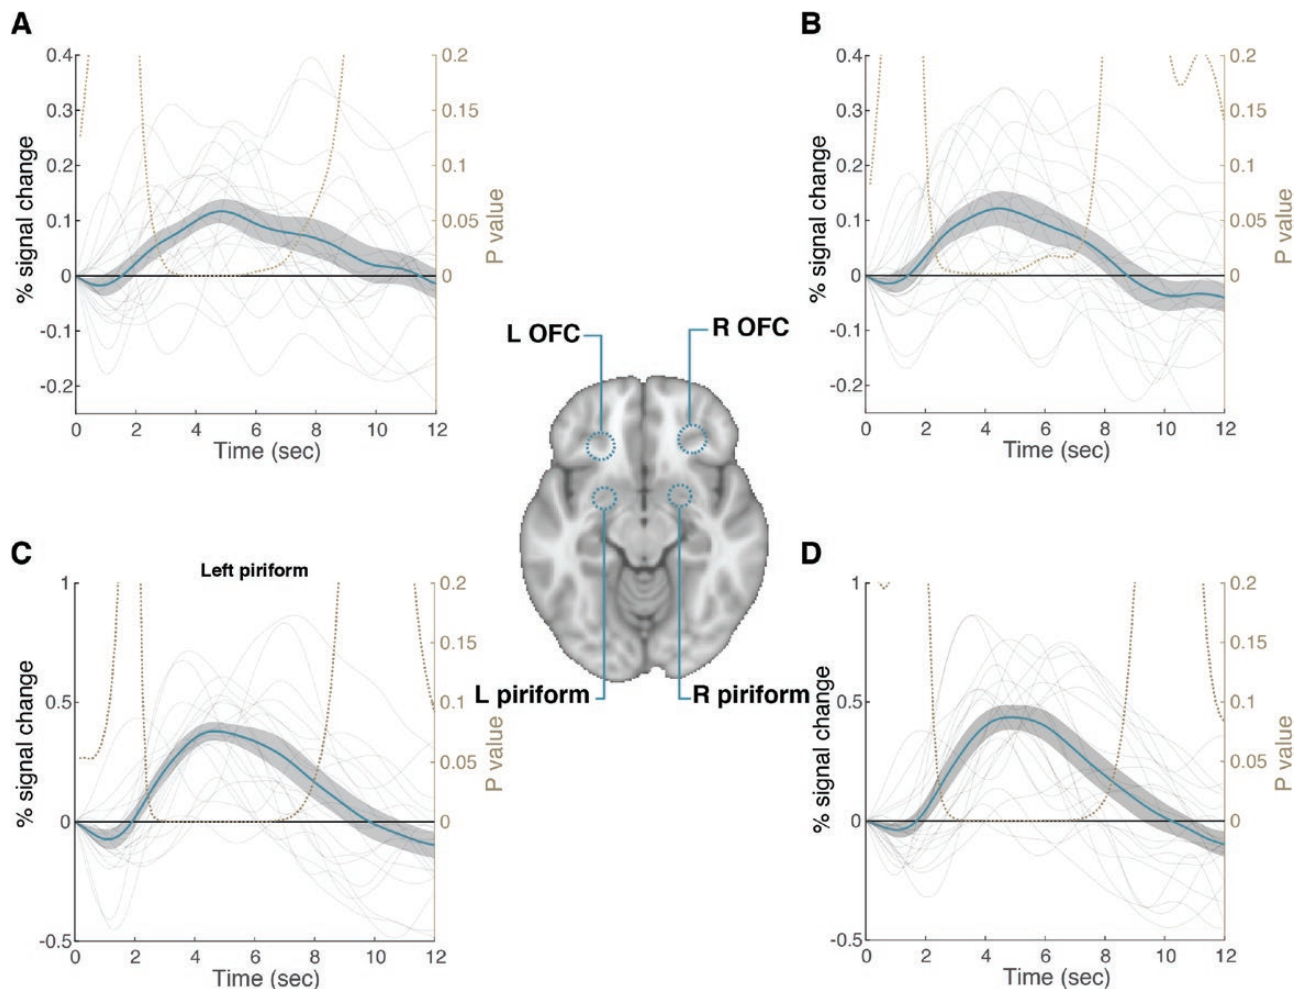 A
B
0.4
0.3
0.2
0.1
0
-0.1
-0.2
% signal change
0.2
0.15
0.1
0.05
0
P value
0 2 4 6 8 10 12
Time (sec)
0.4
0.3
0.2
0.1
0
-0.1
-0.2
% signal change
0.2
0.15
0.1
0.05
0
P value
0 2 4 6 8 10 12
Time (sec)
L OFC
R OFC
L piriform
R piriform
C
D
Left piriform
1
0.5
0
-0.5
% signal change
0.2
0.15
0.1
0.05
0
P value
0 2 4 6 8 10 12
Time (sec)
1
0.5
0
-0.5
% signal change
0.2
0.15
0.1
0.05
0
P value
0 2 4 6 8 10 12
Time (sec)